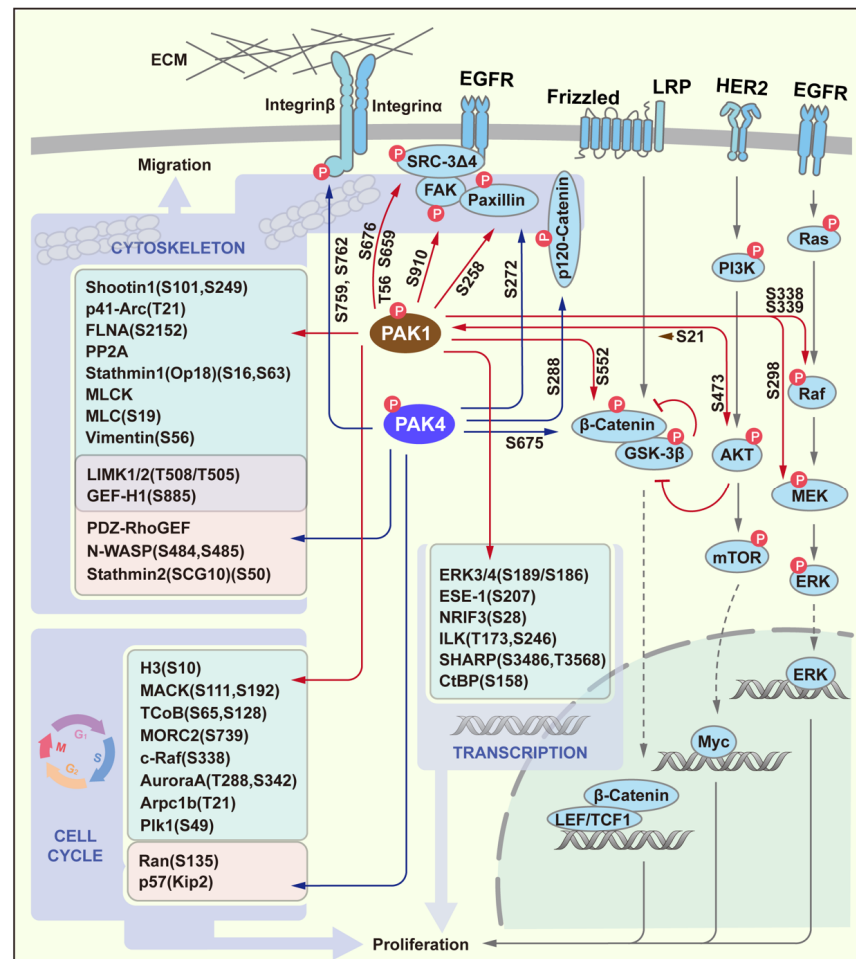 ECM
Integrinβ
Integrinα
EGFR
Frizzled
LRP
HER2
EGFR
Migration
P
P
SRC-3Δ4
FAK
P
P
Paxillin
P
p120-Catenin
CYTOSKELETON
S759, S762
S676
T56 S659
S910
S258
S272
S288
P
Ras
P
PI3K
Shootin1(S101,S249)
p41-Arc(T21)
FLNA(S2152)
PP2A
Stathmin1(Op18)(S16,S63)
MLCK
MLC(S19)
Vimentin(S56)
LIMK1/2(T508/T505)
GEF-H1(S885)
PDZ-RhoGEF
N-WASP(S484,S485)
Stathmin2(SCG10)(S50)
P
PAK1
P
PAK4
S338
S339
S21
S552
S473
S298
S675
P
Raf
P
β-Catenin
P
GSK-3β
P
AKT
P
MEK
P
mTOR
P
ERK
ERK3/4(S189/S186)
ESE-1(S207)
NRIF3(S28)
ILK(T173,S246)
SHARP(S3486,T3568)
CtBP(S158)
TRANSCRIPTION
H3(S10)
MACK(S111,S192)
TCoB(S65,S128)
MORC2(S739)
c-Raf(S338)
AuroraA(T288,S342)
Arpc1b(T21)
Plk1(S49)
Ran(S135)
p57(Kip2)
G1
S
G2
M
CELL
CYCLE
ERK
Myc
β-Catenin
LEF/TCF1
Proliferation